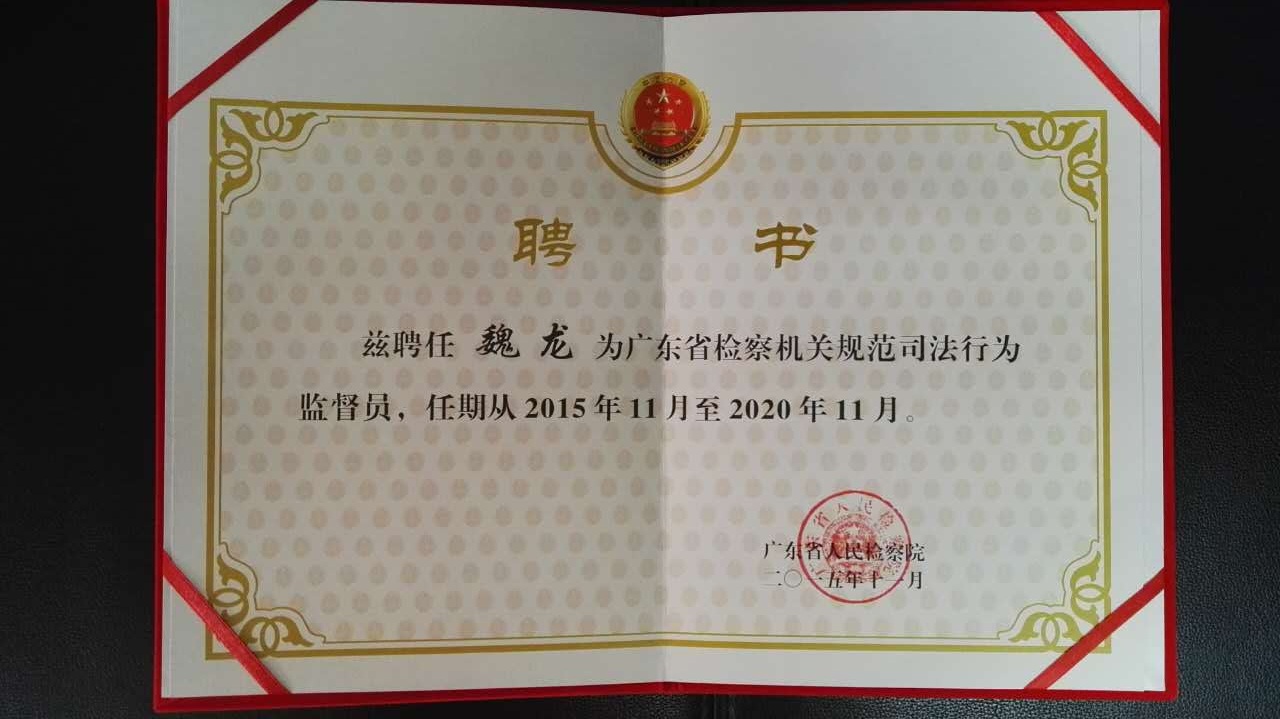 聘书
兹聘任 魏龙 为广东省检察机关规范司法行为
监督员，任期从2015年11月至2020年11月。
广东省人民检察院
二〇一五年十一月